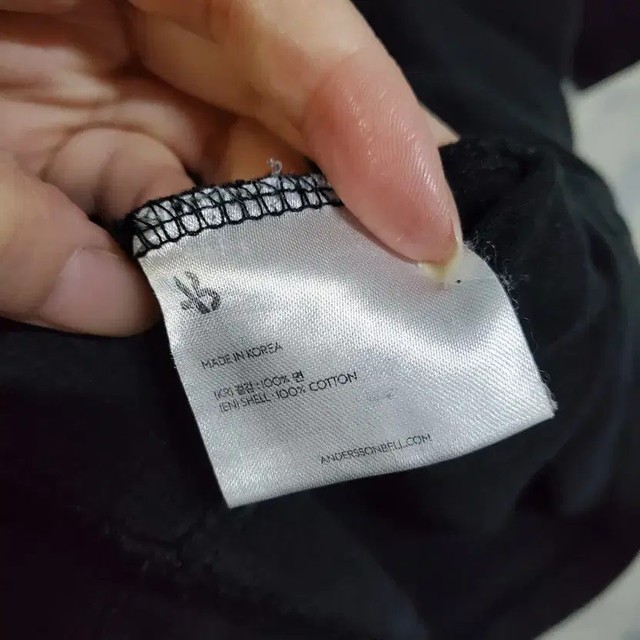 MADE IN KOREA
(KR) 겉감 : 100% 면
(EN) SHELL : 100% COTTON
ANDERSSONBELL.COM